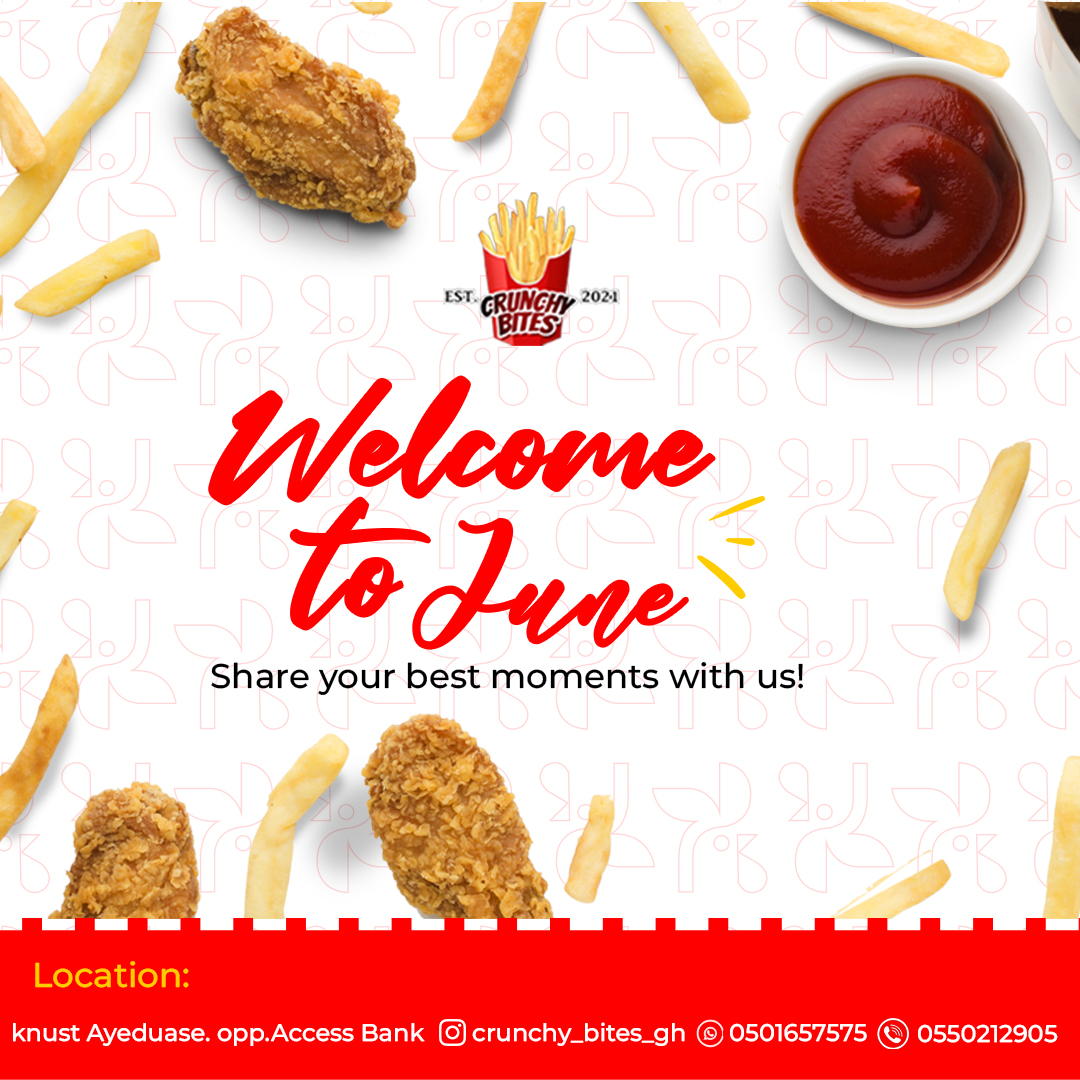 EST. CRUNCHY 2021
BITES
Welcome
to June
Share your best moments with us!
Location:
knust Ayeduase. opp.Access Bank crunchy_bites_gh 0501657575 0550212905